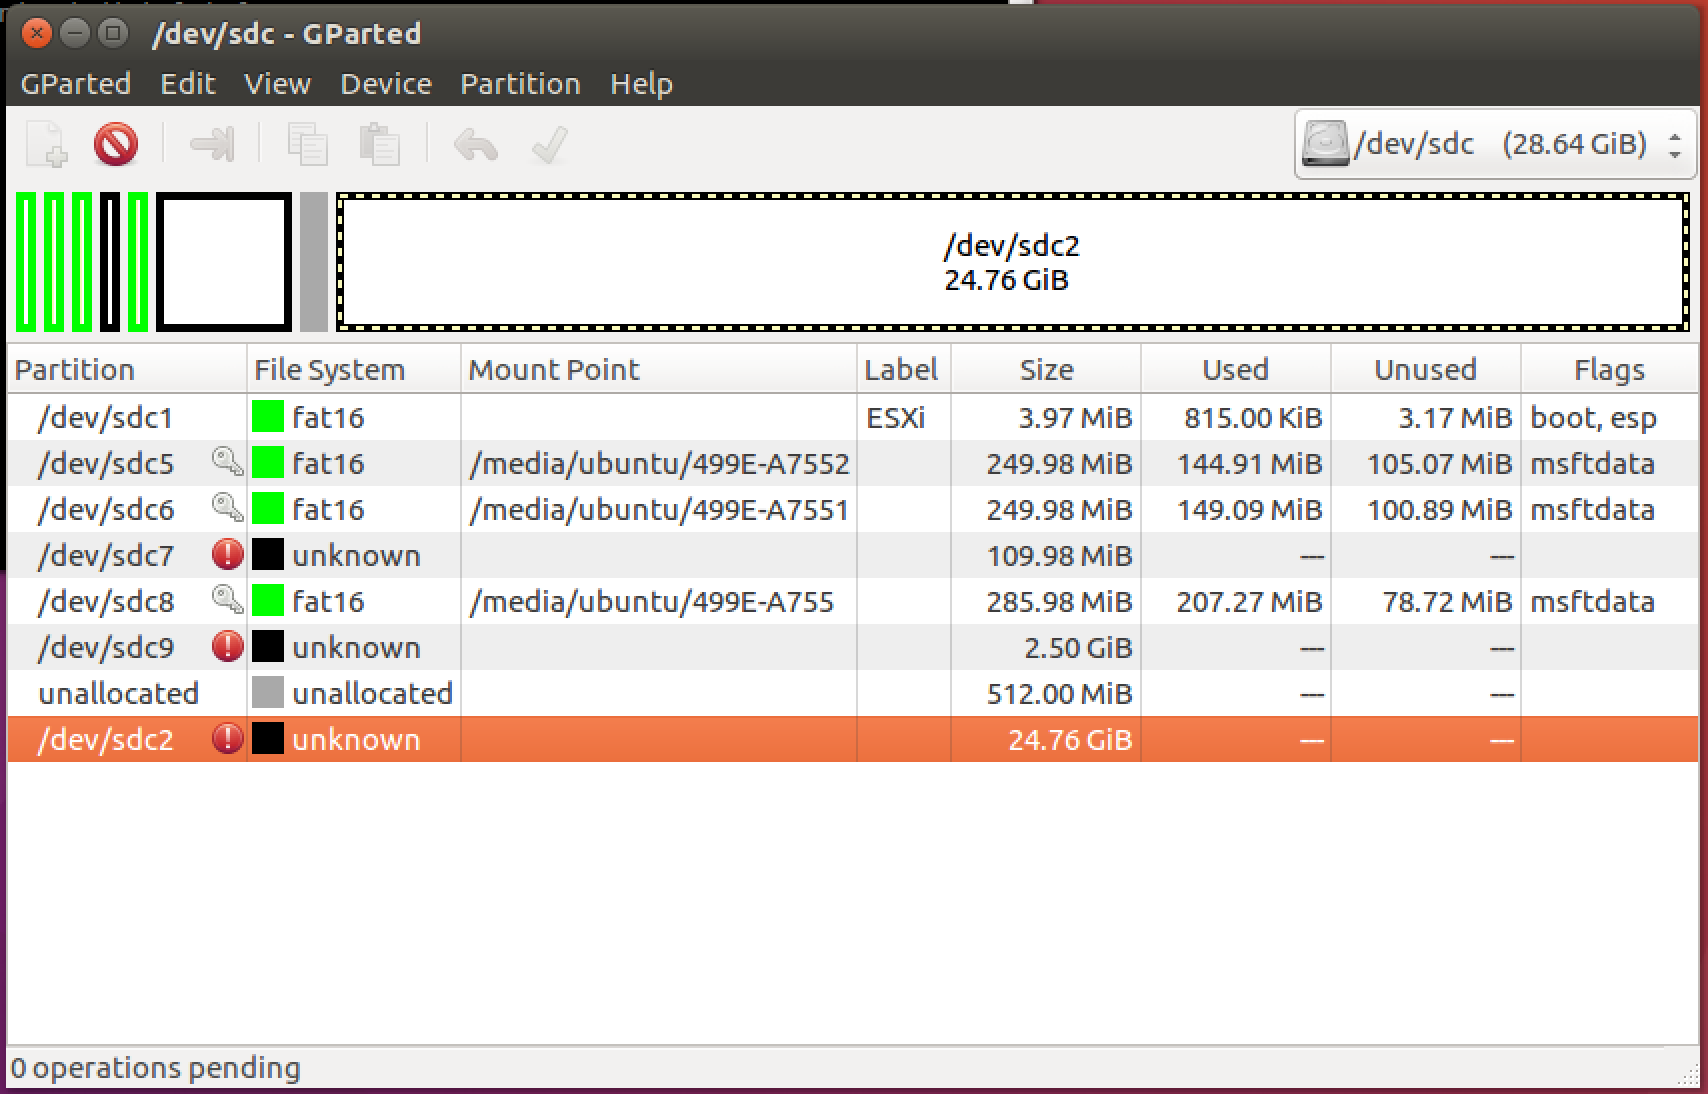 /dev/sdc - GParted
GParted Edit View Device Partition Help
/dev/sdc (28.64 GiB)
/dev/sdc2
24.76 GiB
Partition File System Mount Point Label Size Used Unused Flags
/dev/sdc1 fat16 ESXi 3.97 MiB 815.00 KiB 3.17 MiB boot, esp
/dev/sdc5 fat16 /media/ubuntu/499E-A7552 249.98 MiB 144.91 MiB 105.07 MiB msftdata
/dev/sdc6 fat16 /media/ubuntu/499E-A7551 249.98 MiB 149.09 MiB 100.89 MiB msftdata
/dev/sdc7 unknown 109.98 MiB --- ---
/dev/sdc8 fat16 /media/ubuntu/499E-A755 285.98 MiB 207.27 MiB 78.72 MiB msftdata
/dev/sdc9 unknown 2.50 GiB --- ---
unallocated unallocated 512.00 MiB --- ---
/dev/sdc2 unknown 24.76 GiB --- ---
0 operations pending